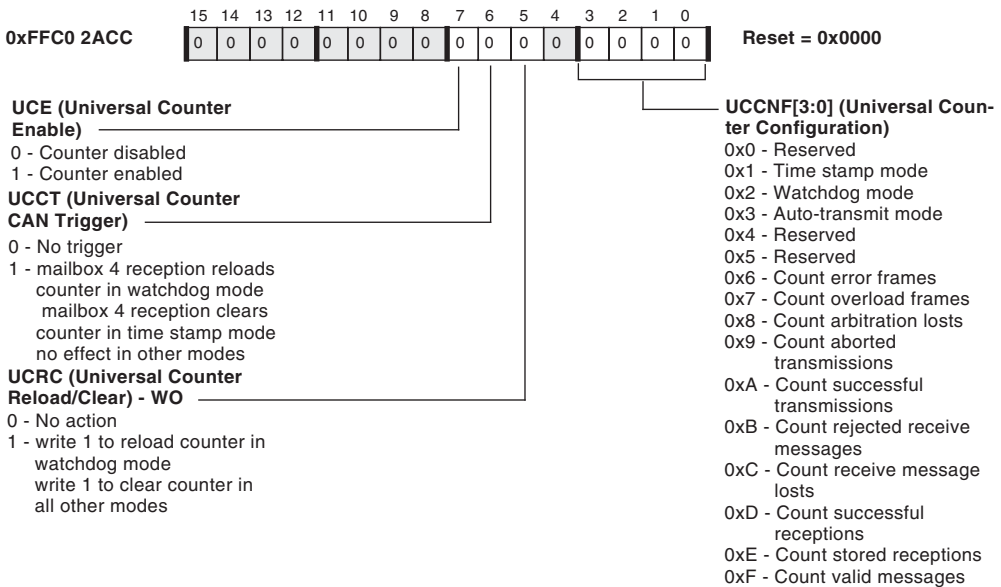 15 14 13 12 11 10 9 8 7 6 5 4 3 2 1 0
0xFFC0 2ACC
0 0 0 0 0 0 0 0 0 0 0 0 0 0 0 0
Reset = 0x0000
UCE (Universal Counter
Enable)
0 - Counter disabled
1 - Counter enabled
UCCT (Universal Counter
CAN Trigger)
0 - No trigger
1 - mailbox 4 reception reloads
counter in watchdog mode
mailbox 4 reception clears
counter in time stamp mode
no effect in other modes
UCRC (Universal Counter
Reload/Clear) - WO
0 - No action
1 - write 1 to reload counter in
watchdog mode
write 1 to clear counter in
all other modes
UCCNF[3:0] (Universal Coun-
ter Configuration)
0x0 - Reserved
0x1 - Time stamp mode
0x2 - Watchdog mode
0x3 - Auto-transmit mode
0x4 - Reserved
0x5 - Reserved
0x6 - Count error frames
0x7 - Count overload frames
0x8 - Count arbitration losts
0x9 - Count aborted
transmissions
0xA - Count successful
transmissions
0xB - Count rejected receive
messages
0xC - Count receive message
losts
0xD - Count successful
receptions
0xE - Count stored receptions
0xF - Count valid messages